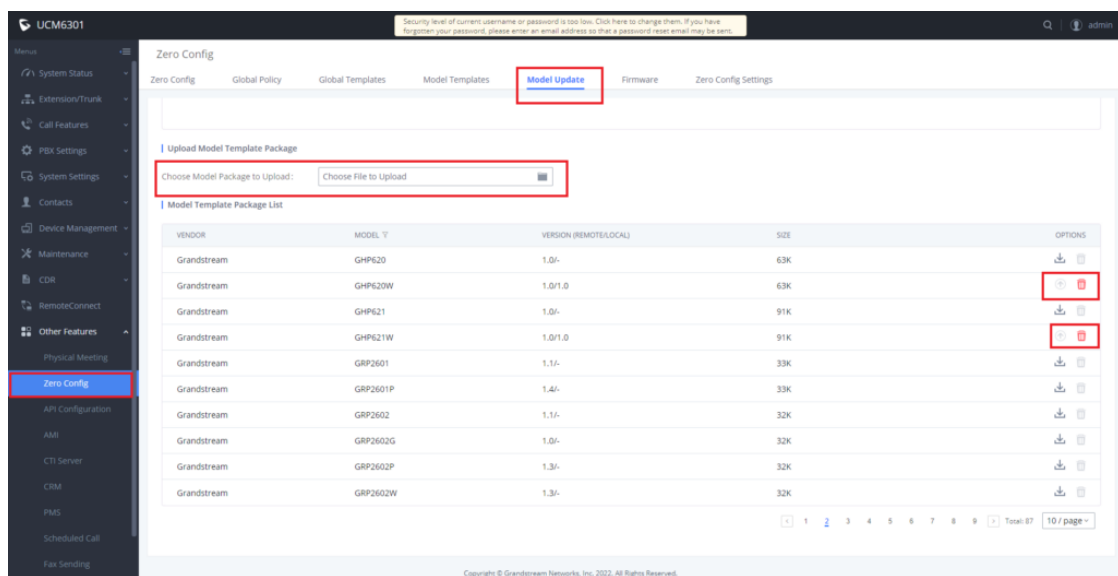 UCM6301
Security level of current username or password is too low. Click here to change them. If you have
forgotten your password, please enter an email address so that a password reset email may be sent.
admin
Menus
System Status
Extension/Trunk
Call Features
PBX Settings
System Settings
Contacts
Device Management
Maintenance
CDR
RemoteConnect
Other Features
Physical Meeting
Zero Config
API Configuration
AMI
CTI Server
CRM
PMS
Scheduled Call
Fax Sending
Zero Config
Zero Config Global Policy Global Templates Model Templates Model Update Firmware Zero Config Settings
Upload Model Template Package
Choose Model Package to Upload: Choose File to Upload
Model Template Package List
VENDOR MODEL VERSION (REMOTE/LOCAL) SIZE OPTIONS
Grandstream GHP620 1.0/- 63K
Grandstream GHP620W 1.0/1.0 63K
Grandstream GHP621 1.0/- 91K
Grandstream GHP621W 1.0/1.0 91K
Grandstream GRP2601 1.1/- 33K
Grandstream GRP2601P 1.4/- 33K
Grandstream GRP2602 1.1/- 32K
Grandstream GRP2602G 1.0/- 32K
Grandstream GRP2602P 1.3/- 32K
Grandstream GRP2602W 1.3/- 32K
< 1 2 3 4 5 6 7 8 9 > Total: 87 10 / page
Copyright © Grandstream Networks, Inc. 2022. All Rights Reserved.